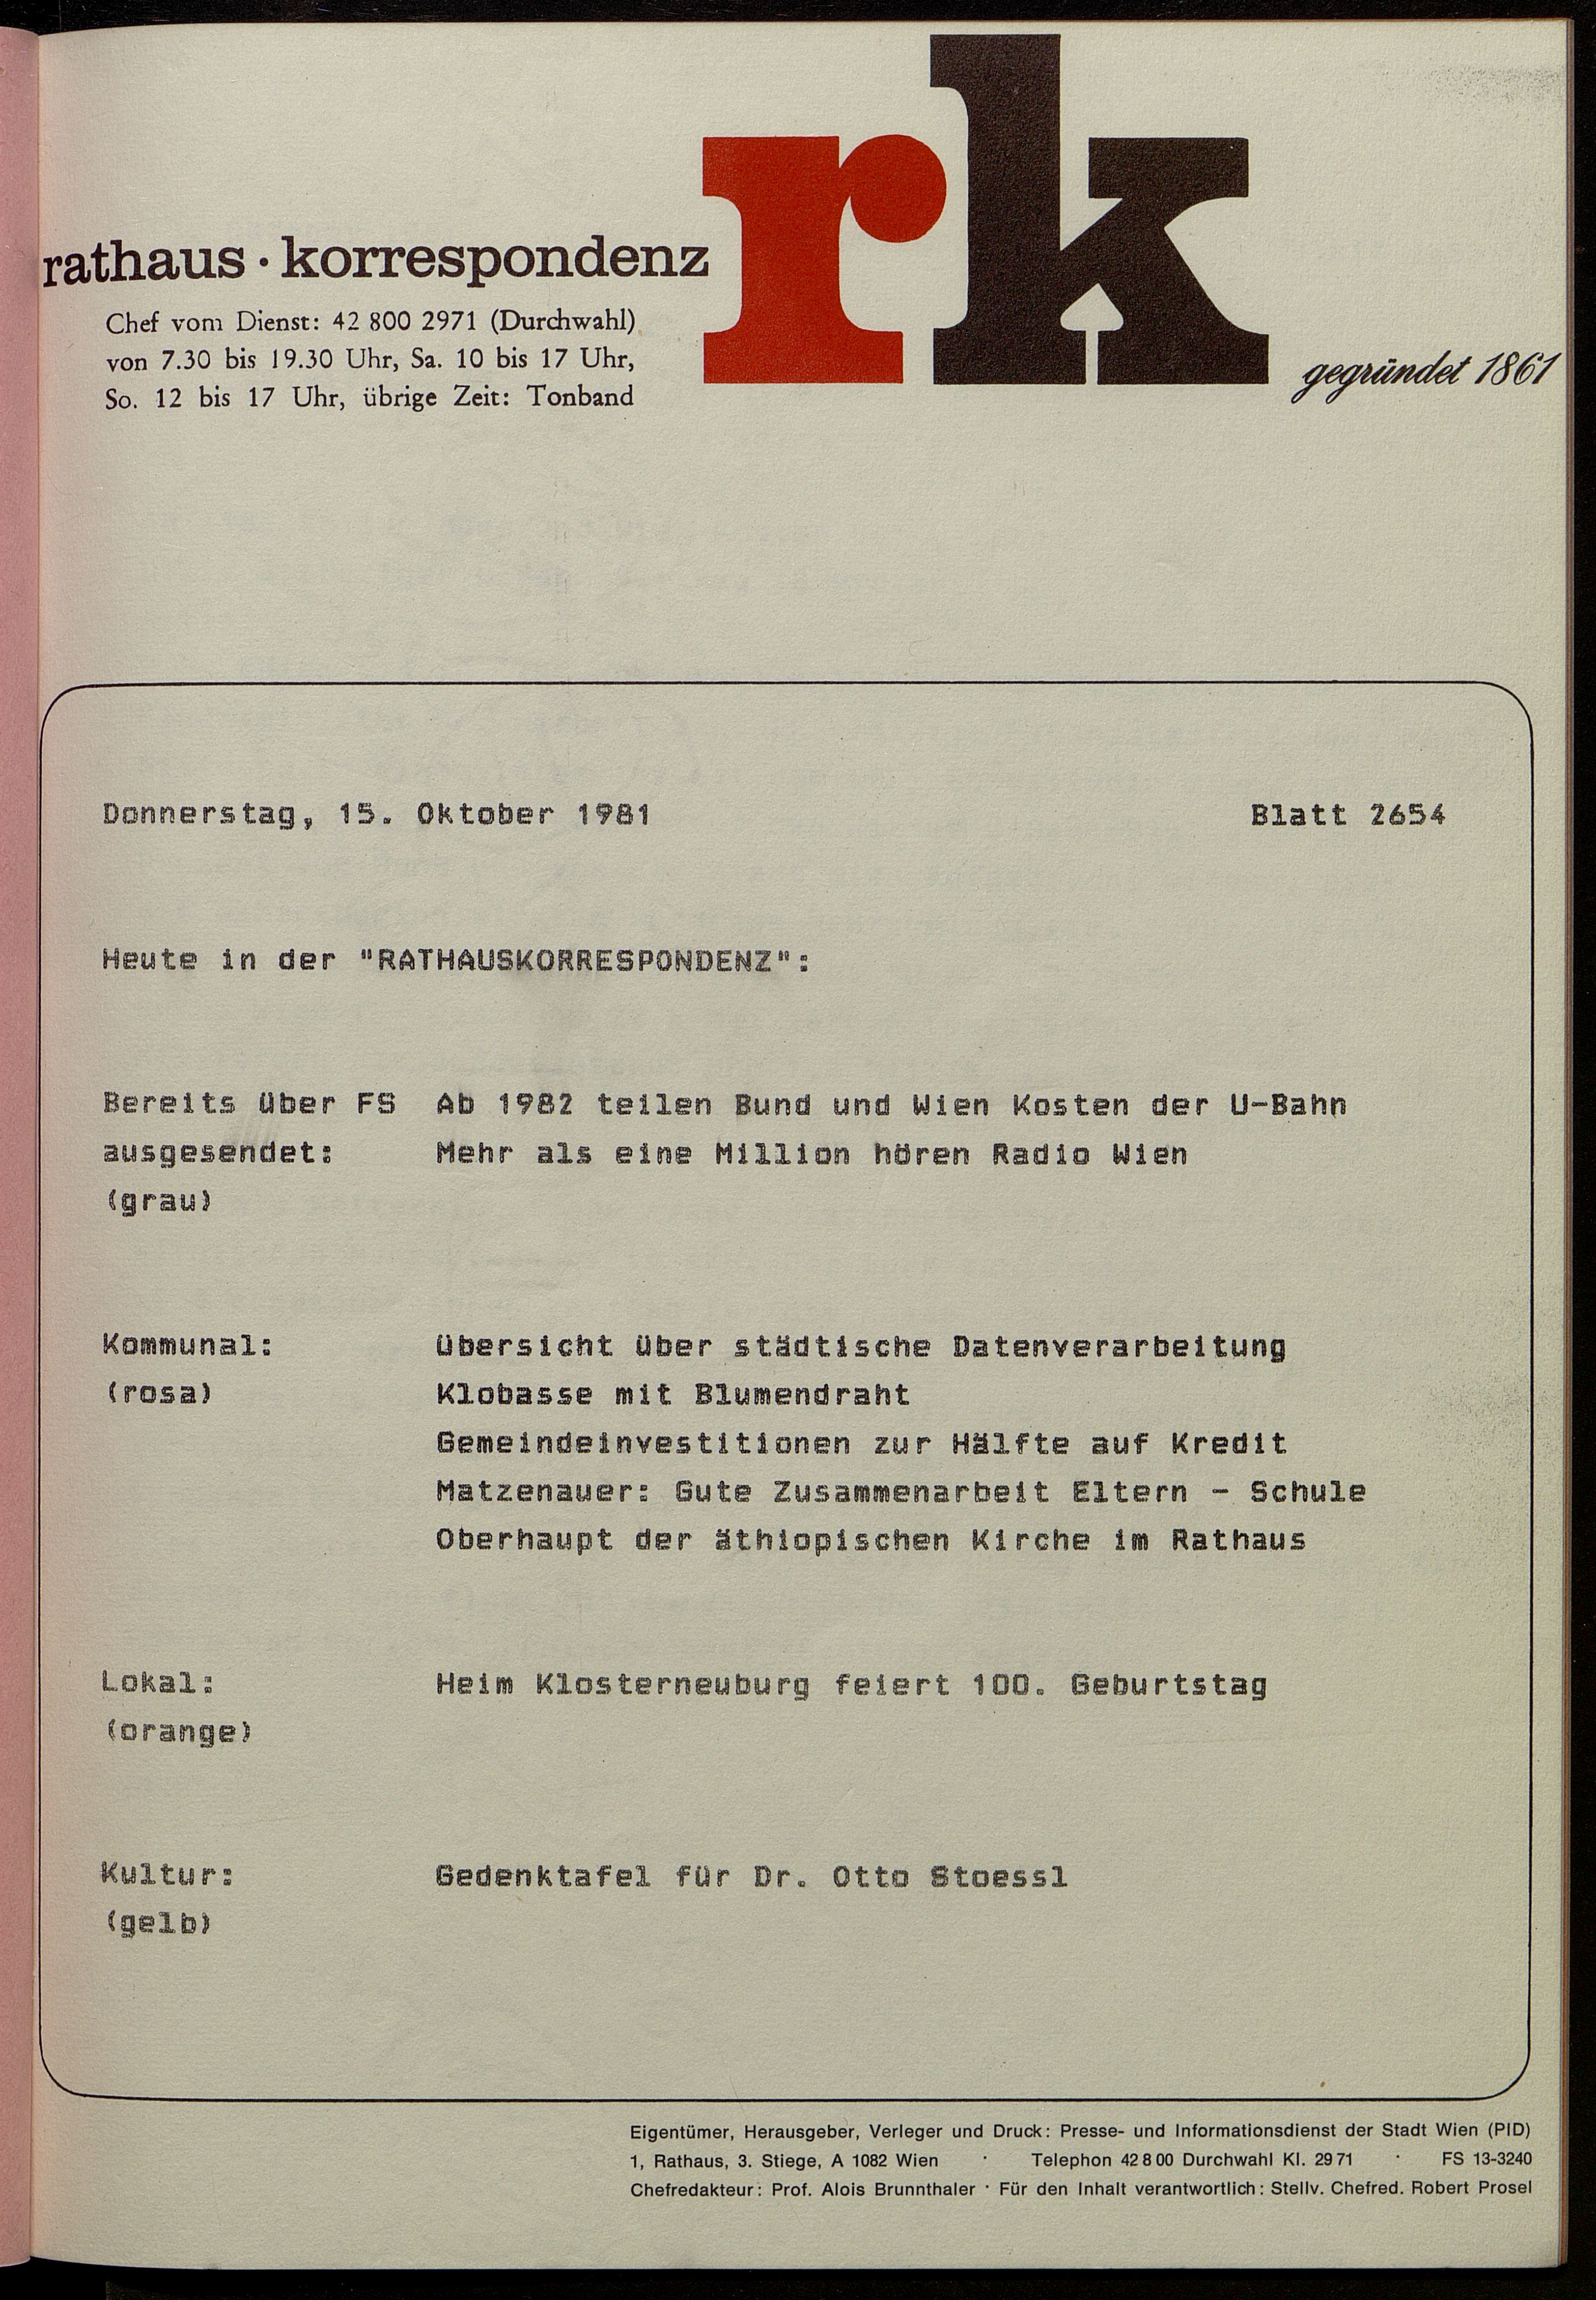 rk
rathaus · korrespondenz
Chef vom Dienst: 42 800 2971 (Durchwahl)
von 7.30 bis 19.30 Uhr, Sa. 10 bis 17 Uhr,
So. 12 bis 17 Uhr, übrige Zeit: Tonband
gegründet 1861
Donnerstag, 15. Oktober 1981 Blatt 2654
Heute in der "RATHAUSKORRESPONDENZ":
Bereits über FS Ab 1982 teilen Bund und Wien Kosten der U-Bahn
ausgesendet: Mehr als eine Million hören Radio Wien
(grau)
Kommunal: Übersicht über städtische Datenverarbeitung
(rosa) Klobasse mit Blumendraht
Gemeindeinvestitionen zur Hälfte auf Kredit
Matzenauer: Gute Zusammenarbeit Eltern - Schule
Oberhaupt der äthiopischen Kirche im Rathaus
Lokal: Heim Klosterneuburg feiert 100. Geburtstag
(orange)
Kultur: Gedenktafel für Dr. Otto Stoessl
(gelb)
Eigentümer, Herausgeber, Verleger und Druck: Presse- und Informationsdienst der Stadt Wien (PID)
1, Rathaus, 3. Stiege, A 1082 Wien · Telephon 42 8 00 Durchwahl Kl. 29 71 · FS 13-3240
Chefredakteur: Prof. Alois Brunnthaler · Für den Inhalt verantwortlich: Stellv. Chefred. Robert Prosel